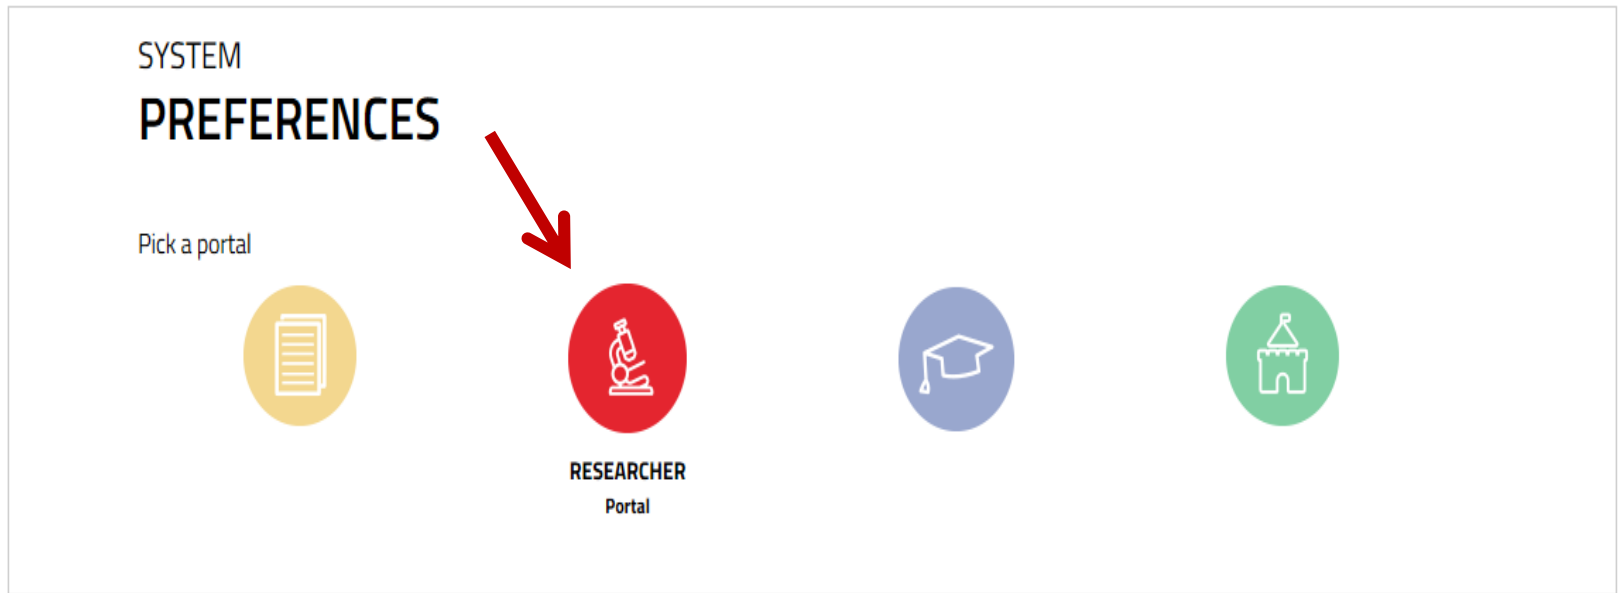 SYSTEM
PREFERENCES
Pick a portal
RESEARCHER
Portal